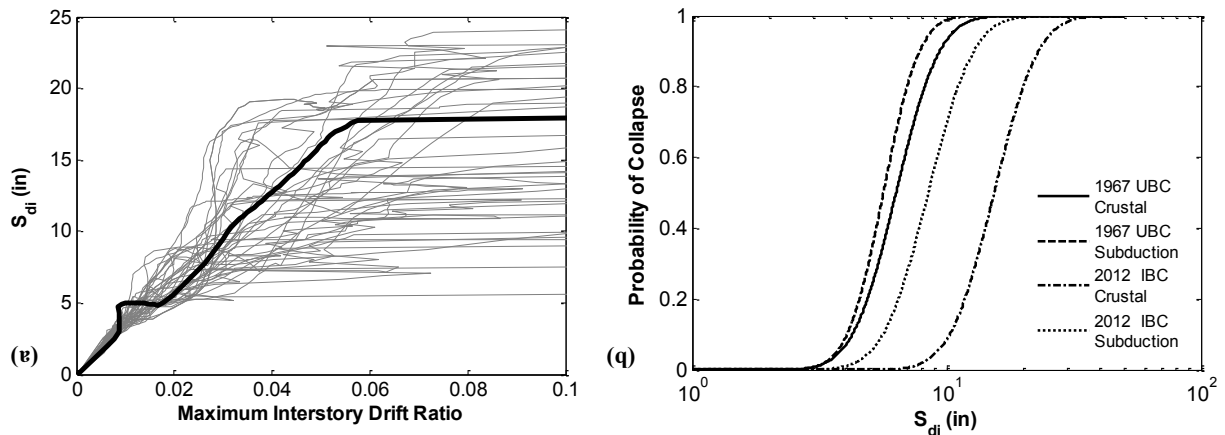 25
20
15
10
5
0
S_di (in)
0 0.02 0.04 0.06 0.08 0.1
Maximum Interstory Drift Ratio
(a)
1
0.8
0.6
0.4
0.2
0
Probability of Collapse
10^0 10^1 10^2
S_di (in)
1967 UBC
Crustal
1967 UBC
Subduction
2012 IBC
Crustal
2012 IBC
Subduction
(b)